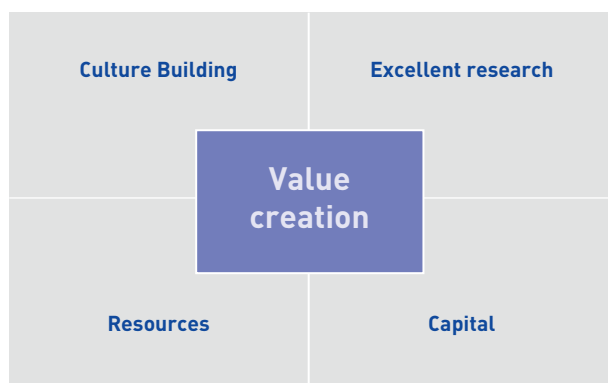 Culture Building
Excellent research
Value
creation
Resources
Capital